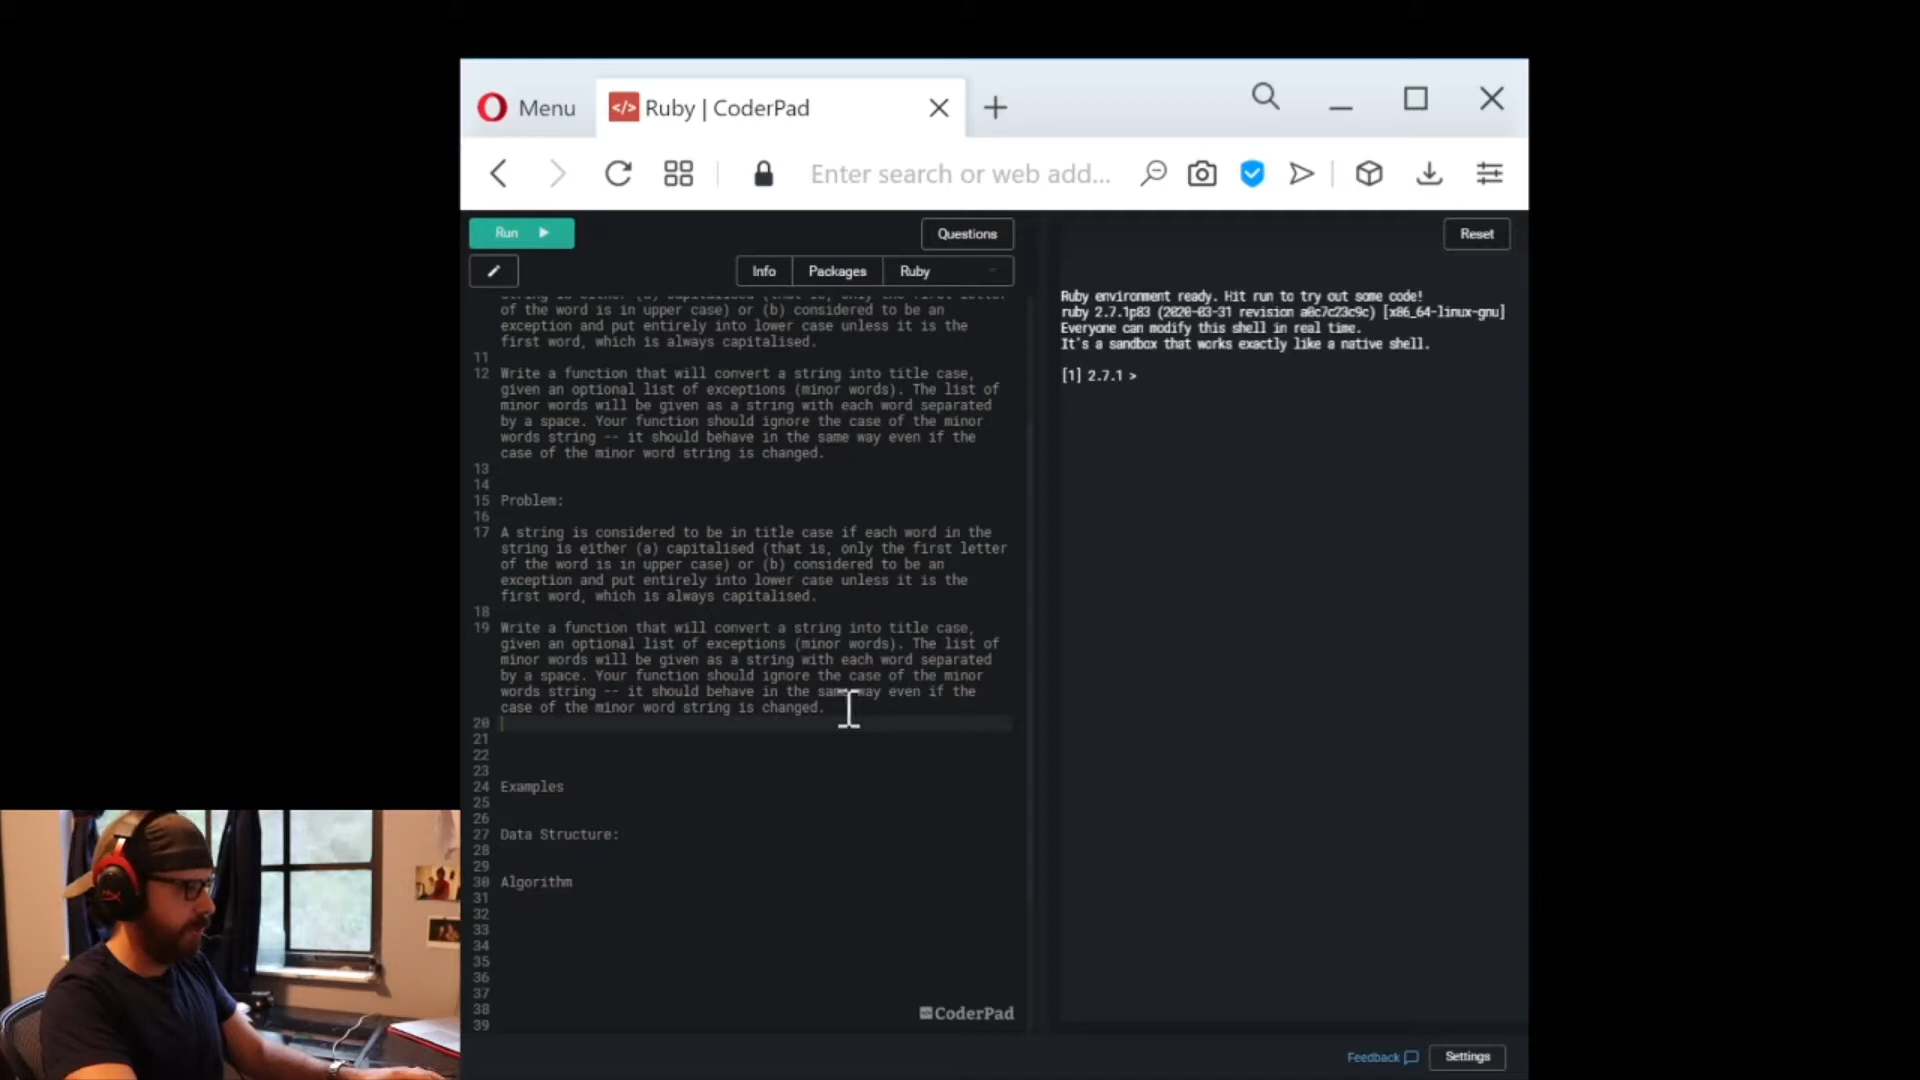 Menu
Ruby | CoderPad
Enter search or web add...
Run
Questions
Reset
Info
Packages
Ruby
string is either (a) capitalised (that is, only the first letter
of the word is in upper case) or (b) considered to be an
exception and put entirely into lower case unless it is the
first word, which is always capitalised.
11
12 Write a function that will convert a string into title case,
given an optional list of exceptions (minor words). The list of
minor words will be given as a string with each word separated
by a space. Your function should ignore the case of the minor
words string -- it should behave in the same way even if the
case of the minor word string is changed.
13
14
15 Problem:
16
17 A string is considered to be in title case if each word in the
string is either (a) capitalised (that is, only the first letter
of the word is in upper case) or (b) considered to be an
exception and put entirely into lower case unless it is the
first word, which is always capitalised.
18
19 Write a function that will convert a string into title case,
given an optional list of exceptions (minor words). The list of
minor words will be given as a string with each word separated
by a space. Your function should ignore the case of the minor
words string -- it should behave in the same way even if the
case of the minor word string is changed.
20
21
22
23
24 Examples
25
26
27 Data Structure:
28
29
30 Algorithm
31
32
33
34
35
36
37
38
39
CoderPad
Ruby environment ready. Hit run to try out some code!
ruby 2.7.1p83 (2020-03-31 revision a0c7c23c9c) [x86_64-linux-gnu]
Everyone can modify this shell in real time.
It's a sandbox that works exactly like a native shell.
[1] 2.7.1 >
Feedback
Settings